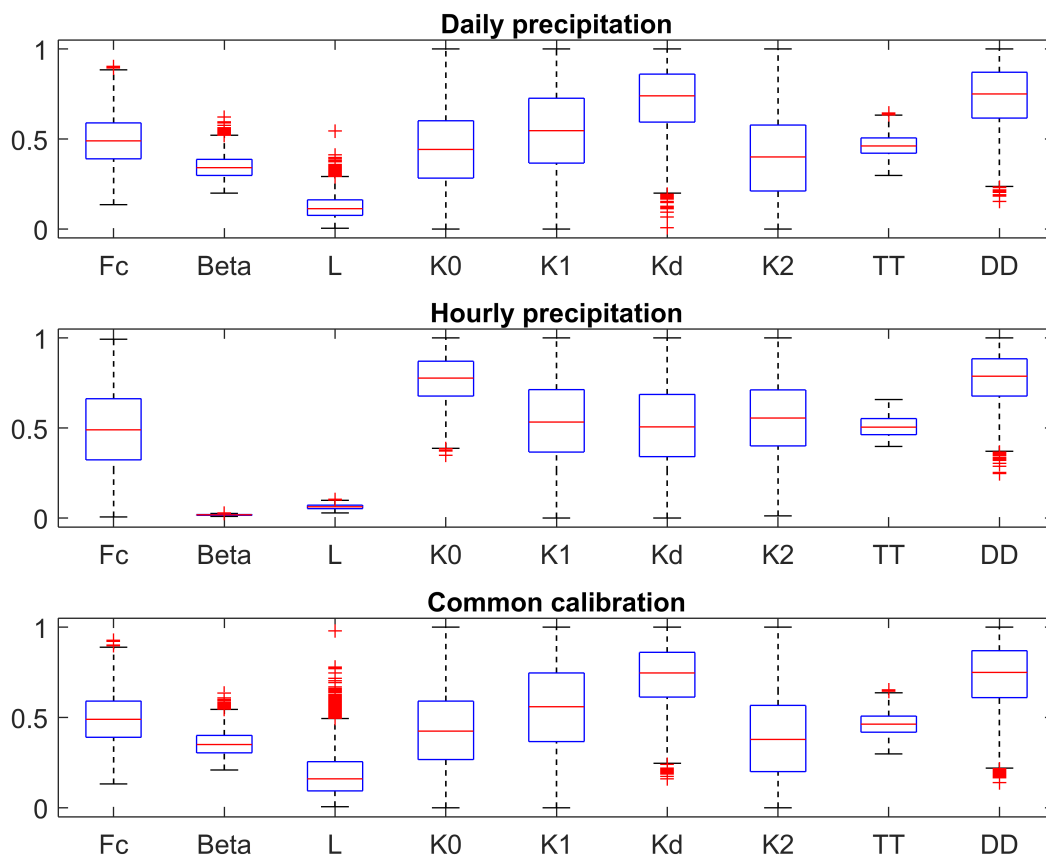 Daily precipitation
1
0.5
0
Fc Beta L K0 K1 Kd K2 TT DD
Hourly precipitation
1
0.5
0
Fc Beta L K0 K1 Kd K2 TT DD
Common calibration
1
0.5
0
Fc Beta L K0 K1 Kd K2 TT DD